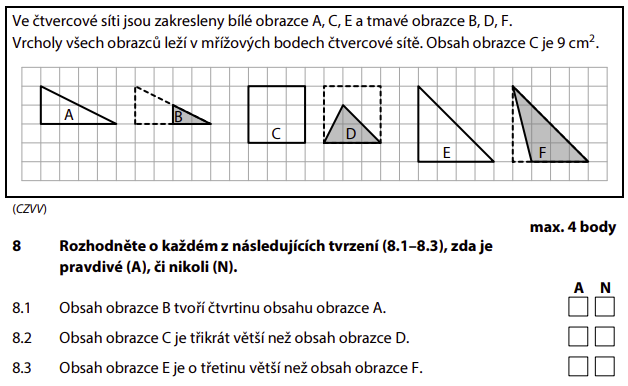 Ve čtvercové síti jsou zakresleny bílé obrazce A, C, E a tmavé obrazce B, D, F.
Vrcholy všech obrazců leží v mřížových bodech čtvercové sítě. Obsah obrazce C je 9 cm².
A B C D E F
(CZVV)
max. 4 body
8 Rozhodněte o každém z následujících tvrzení (8.1–8.3), zda je
pravdivé (A), či nikoli (N).
A N
8.1 Obsah obrazce B tvoří čtvrtinu obsahu obrazce A.
8.2 Obsah obrazce C je třikrát větší než obsah obrazce D.
8.3 Obsah obrazce E je o třetinu větší než obsah obrazce F.